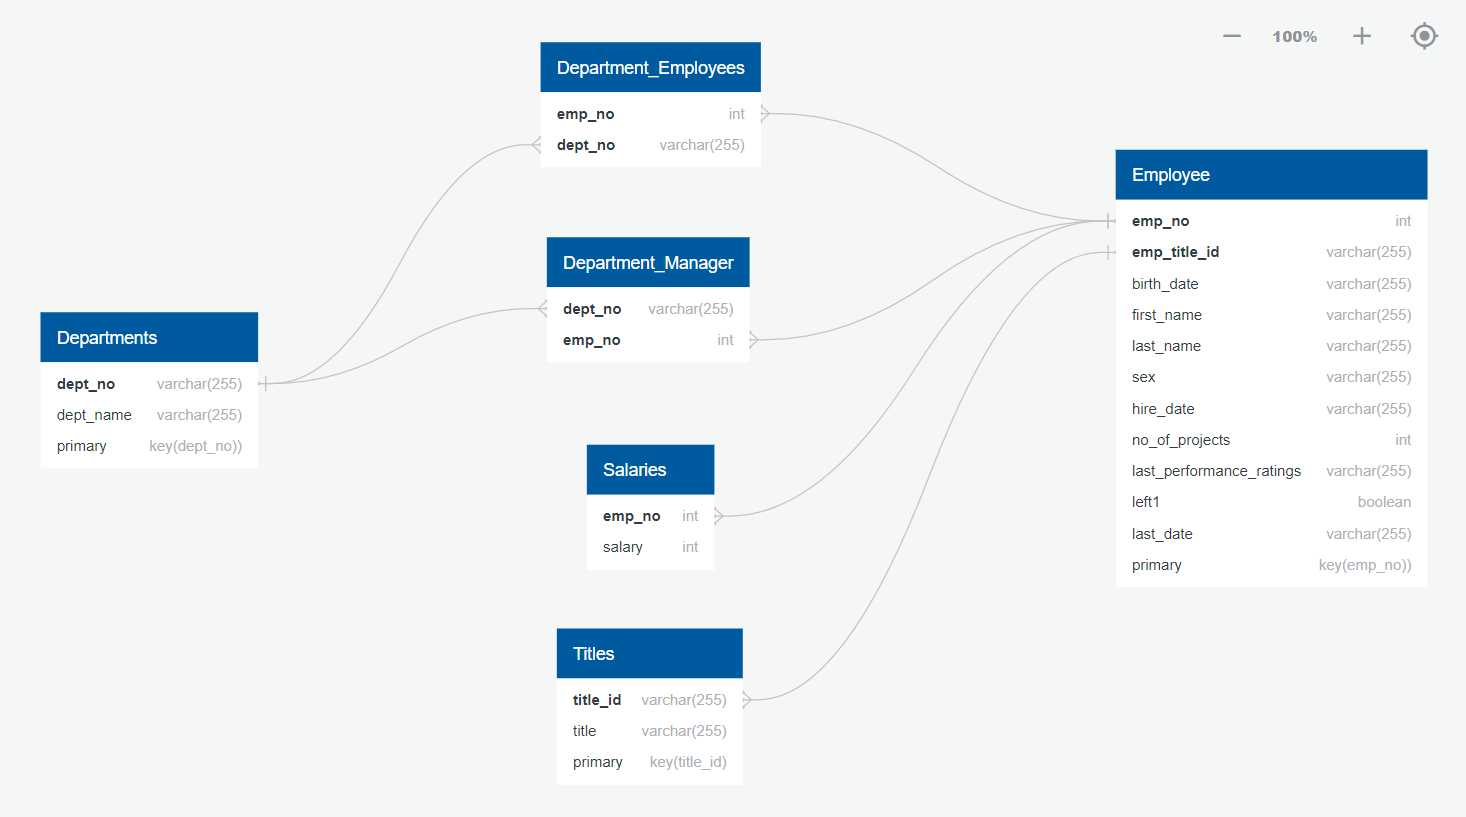 100%
Department_Employees
emp_no int
dept_no varchar(255)
Department_Manager
dept_no varchar(255)
emp_no int
Departments
dept_no varchar(255)
dept_name varchar(255)
primary key(dept_no))
Salaries
emp_no int
salary int
Titles
title_id varchar(255)
title varchar(255)
primary key(title_id)
Employee
emp_no int
emp_title_id varchar(255)
birth_date varchar(255)
first_name varchar(255)
last_name varchar(255)
sex varchar(255)
hire_date varchar(255)
no_of_projects int
last_performance_ratings varchar(255)
left1 boolean
last_date varchar(255)
primary key(emp_no))